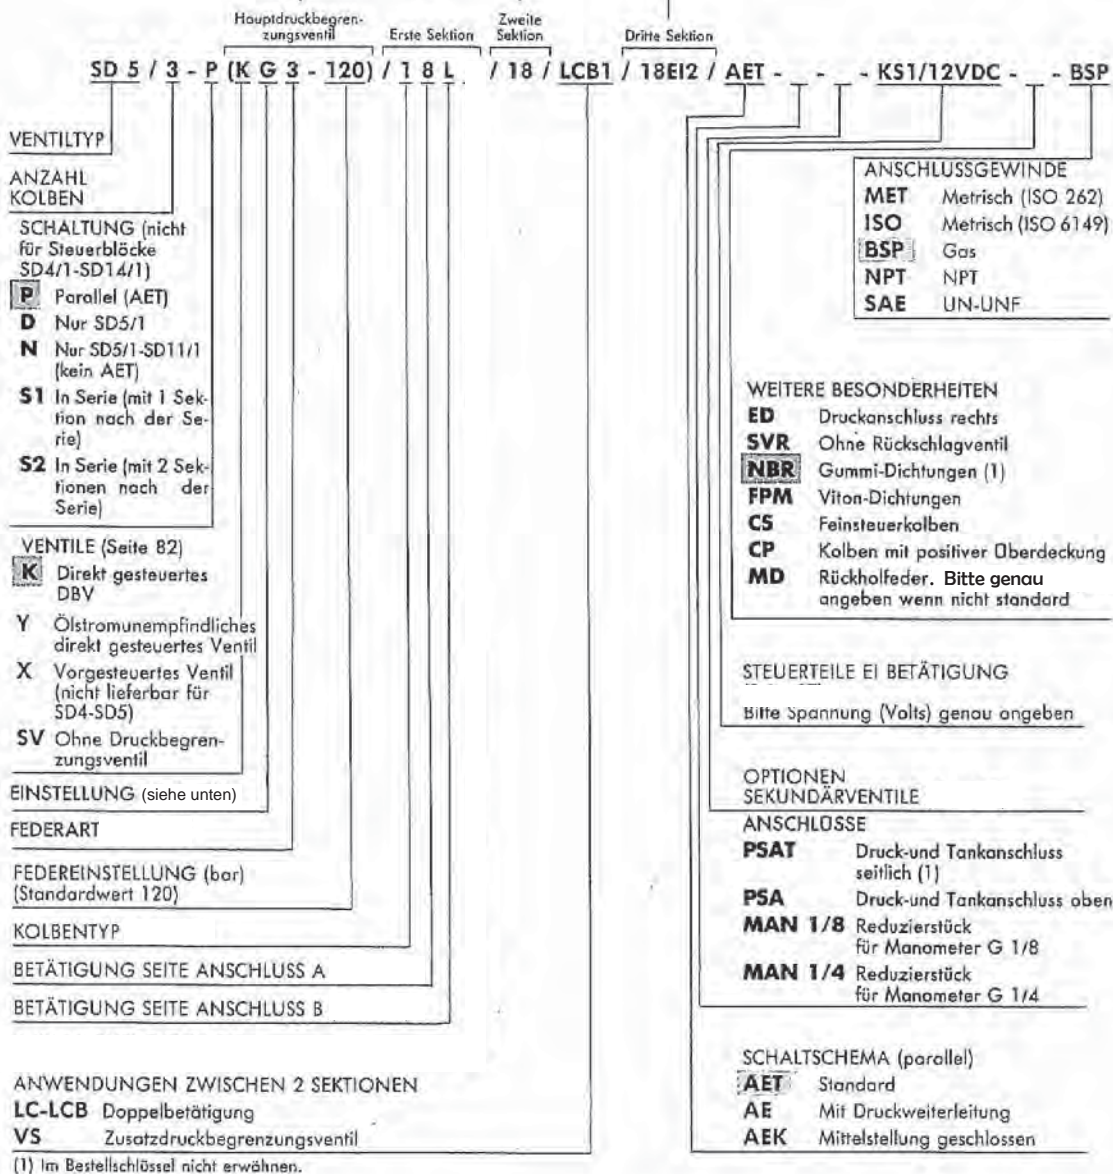 Hauptdruckbegren-
zungsventil
Erste Sektion
Zweite
Sektion
Dritte Sektion
SD 5 / 3 - P (K G 3 - 120) / 1 8 L / 18 / LCB1 / 18EI2 / AET - _ - _ - KS1/12VDC - _ - BSP
VENTILTYP
ANZAHL
KOLBEN
SCHALTUNG (nicht
für Steuerblöcke
SD4/1-SD14/1)
P Parallel (AET)
D Nur SD5/1
N Nur SD5/1-SD11/1
(kein AET)
S1 In Serie (mit 1 Sek-
tion nach der Se-
rie)
S2 In Serie (mit 2 Sek-
tionen nach der
Serie)
VENTILE (Seite 82)
K Direkt gesteuertes
DBV
Y Ölstromunempfindliches
direkt gesteuertes Ventil
X Vorgesteuertes Ventil
(nicht lieferbar für
SD4-SD5)
SV Ohne Druckbegren-
zungsventil
EINSTELLUNG (siehe unten)
FEDERART
FEDEREINSTELLUNG (bar)
(Standardwert 120)
KOLBENTYP
BETÄTIGUNG SEITE ANSCHLUSS A
BETÄTIGUNG SEITE ANSCHLUSS B
ANWENDUNGEN ZWISCHEN 2 SEKTIONEN
LC-LCB Doppelbetätigung
VS Zusatzdruckbegrenzungsventil
(1) Im Bestellschlüssel nicht erwähnen.
ANSCHLUSSGEWINDE
MET Metrisch (ISO 262)
ISO Metrisch (ISO 6149)
BSP Gas
NPT NPT
SAE UN-UNF
WEITERE BESONDERHEITEN
ED Druckanschluss rechts
SVR Ohne Rückschlagventil
NBR Gummi-Dichtungen (1)
FPM Viton-Dichtungen
CS Feinsteuerkolben
CP Kolben mit positiver Überdeckung
MD Rückholfeder. Bitte genau
angeben wenn nicht standard
STEUERTEILE EI BETÄTIGUNG
Bitte Spannung (Volts) genau angeben
OPTIONEN
SEKUNDÄRVENTILE
ANSCHLÜSSE
PSAT Druck-und Tankanschluss
seitlich (1)
PSA Druck-und Tankanschluss oben
MAN 1/8 Reduzierstück
für Manometer G 1/8
MAN 1/4 Reduzierstück
für Manometer G 1/4
SCHALTSCHEMA (parallel)
AET Standard
AE Mit Druckweiterleitung
AEK Mittelstellung geschlossen